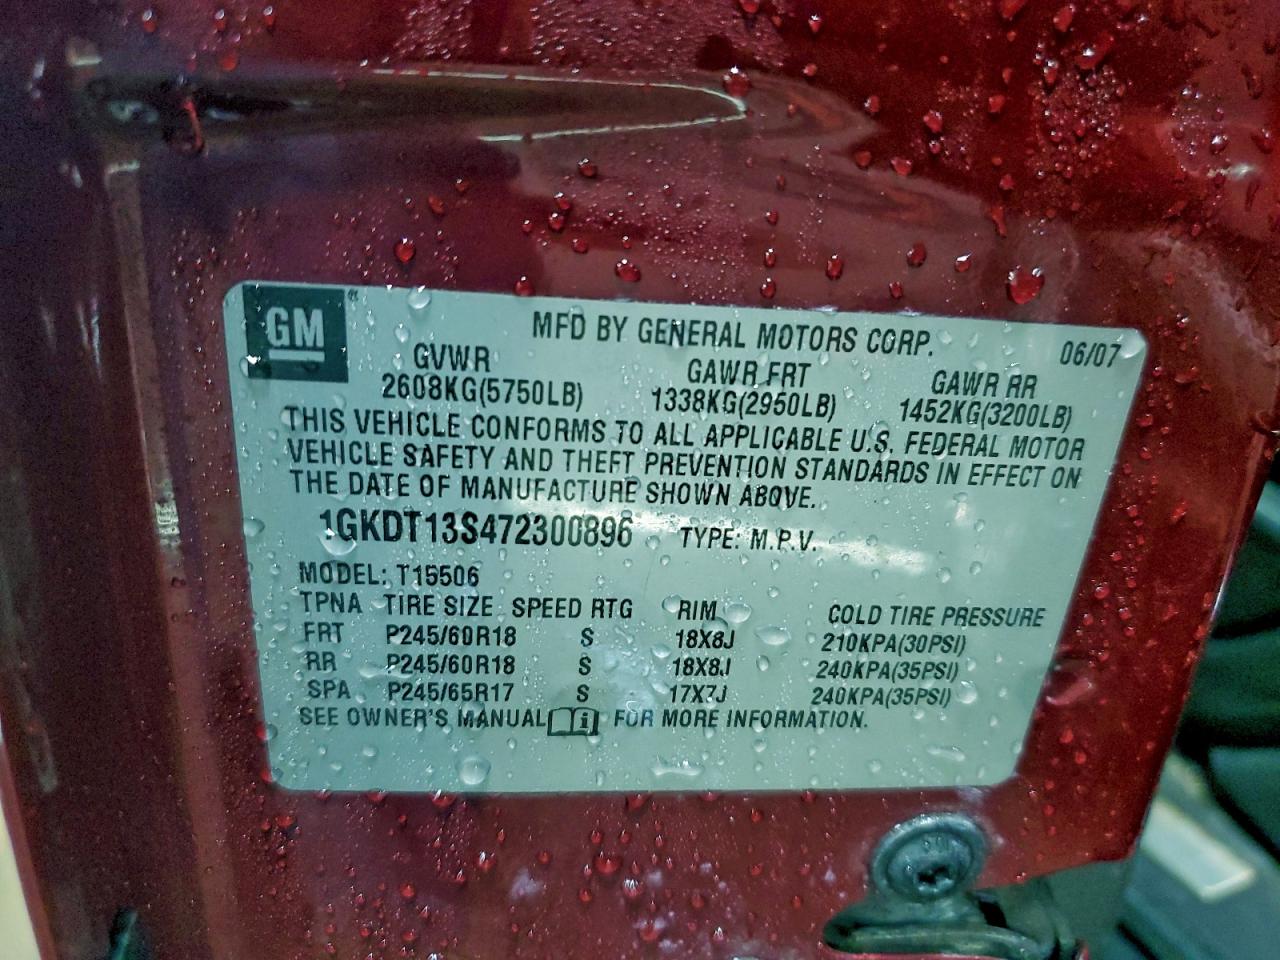 GM
MFD BY GENERAL MOTORS CORP. 06/07
GVWR GAWR FRT GAWR RR
2608KG(5750LB) 1338KG(2950LB) 1452KG(3200LB)
THIS VEHICLE CONFORMS TO ALL APPLICABLE U.S. FEDERAL MOTOR
VEHICLE SAFETY AND THEFT PREVENTION STANDARDS IN EFFECT ON
THE DATE OF MANUFACTURE SHOWN ABOVE.
1GKDT13S472300896 TYPE: M.P.V.
MODEL: T15506
TPNA TIRE SIZE SPEED RTG RIM COLD TIRE PRESSURE
FRT P245/60R18 S 18X8J 210KPA(30PSI)
RR P245/60R18 S 18X8J 240KPA(35PSI)
SPA P245/65R17 S 17X7J 240KPA(35PSI)
SEE OWNER'S MANUAL FOR MORE INFORMATION.